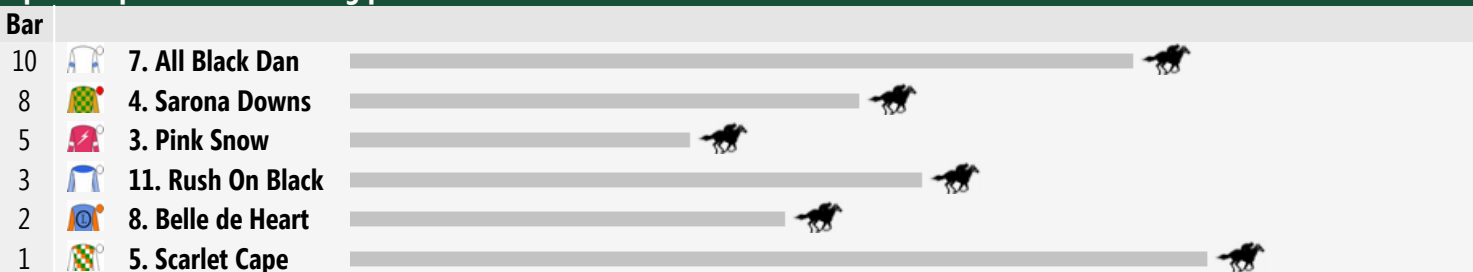 Bar
10 7. All Black Dan
8 4. Sarona Downs
5 3. Pink Snow
3 11. Rush On Black
2 8. Belle de Heart
1 5. Scarlet Cape